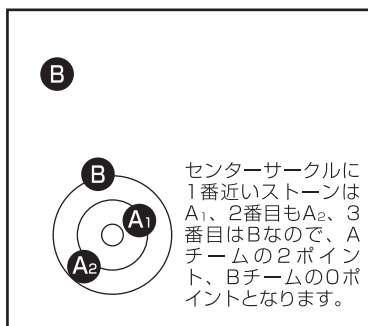 B
B
A1
A2
センターサークルに
1番近いストーンは
A1、2番目もA2、3
番目はBなので、A
チームの2ポイン
ト、Bチームの0ポ
イントとなります。